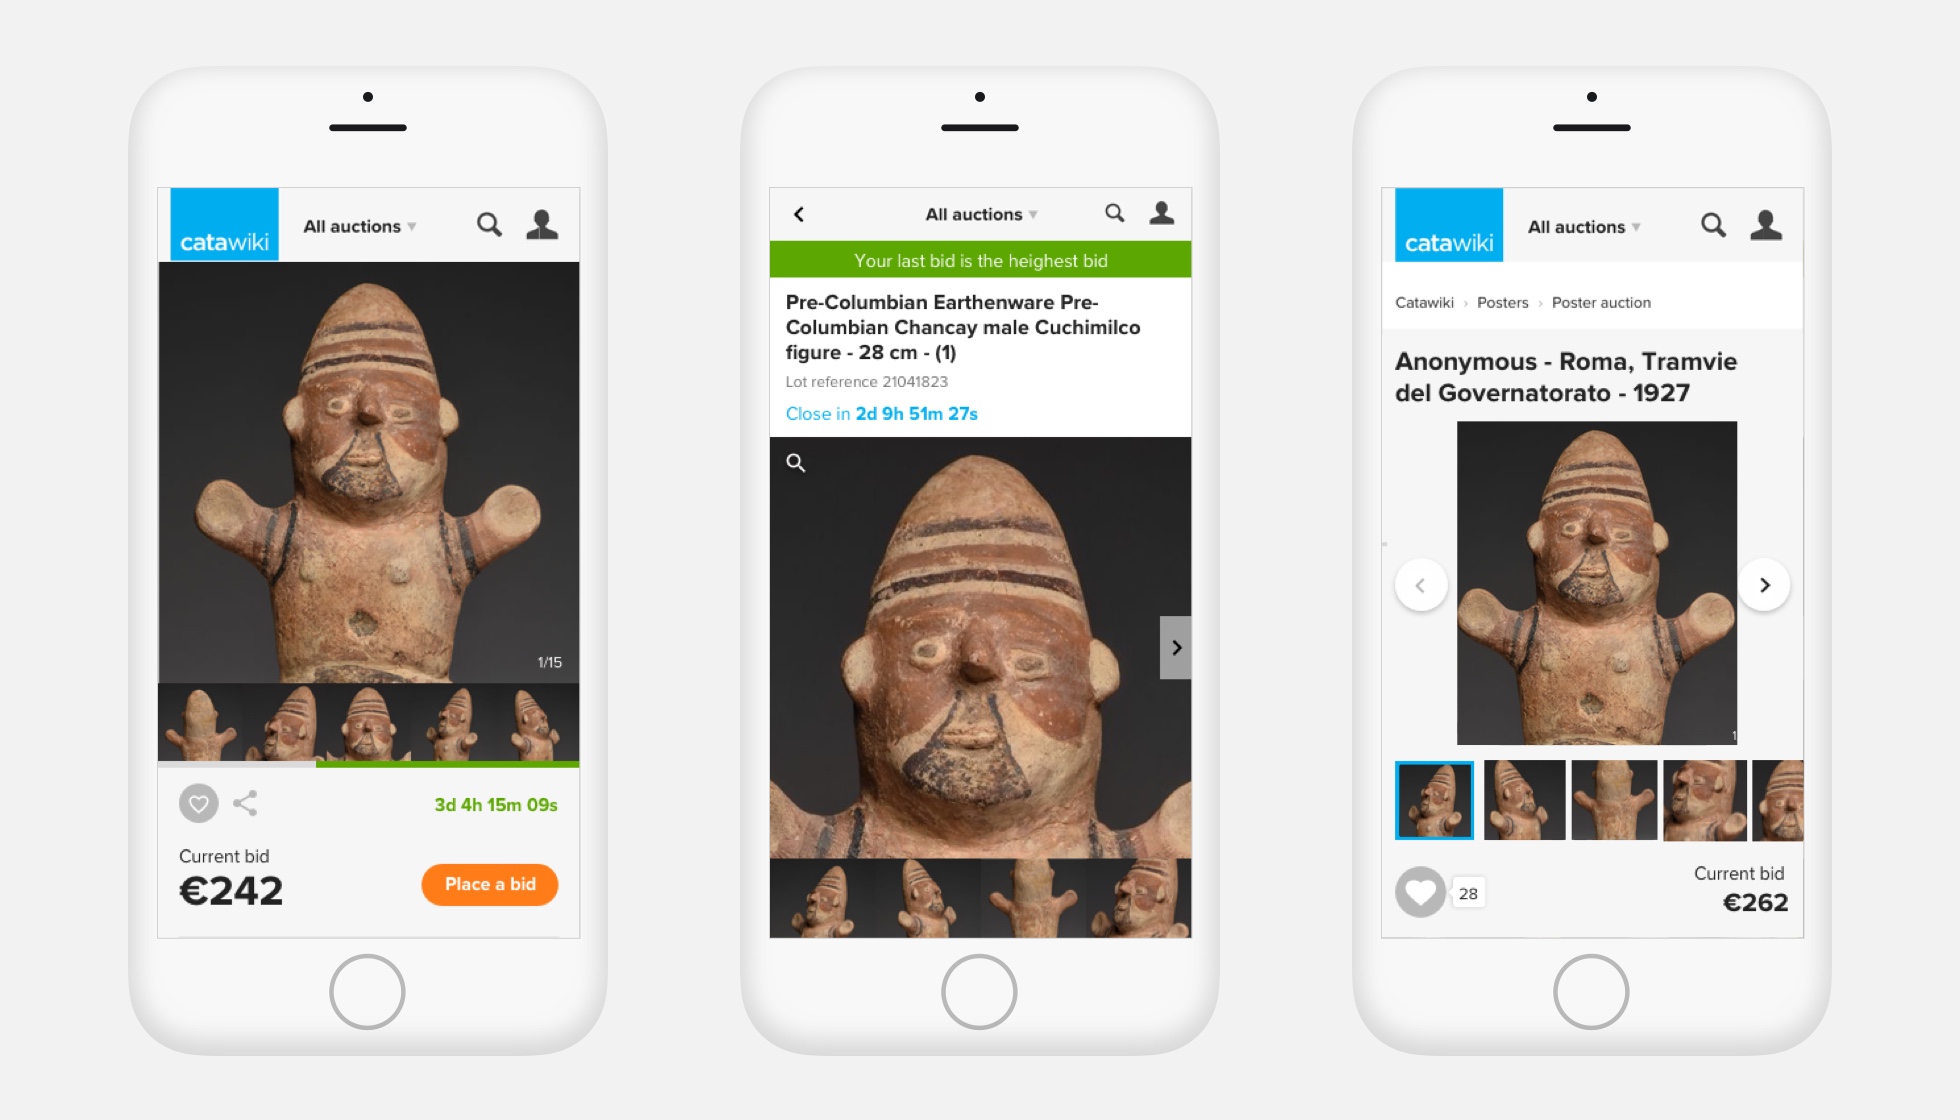 catawiki
All auctions
1/15
3d 4h 15m 09s
Current bid
€242
Place a bid
All auctions
Your last bid is the heighest bid
Pre-Columbian Earthenware Pre-
Columbian Chancay male Cuchimilco
figure - 28 cm - (1)
Lot reference 21041823
Close in 2d 9h 51m 27s
catawiki
All auctions
Catawiki › Posters › Poster auction
Anonymous - Roma, Tramvie
del Governatorato - 1927
1
28
Current bid
€262